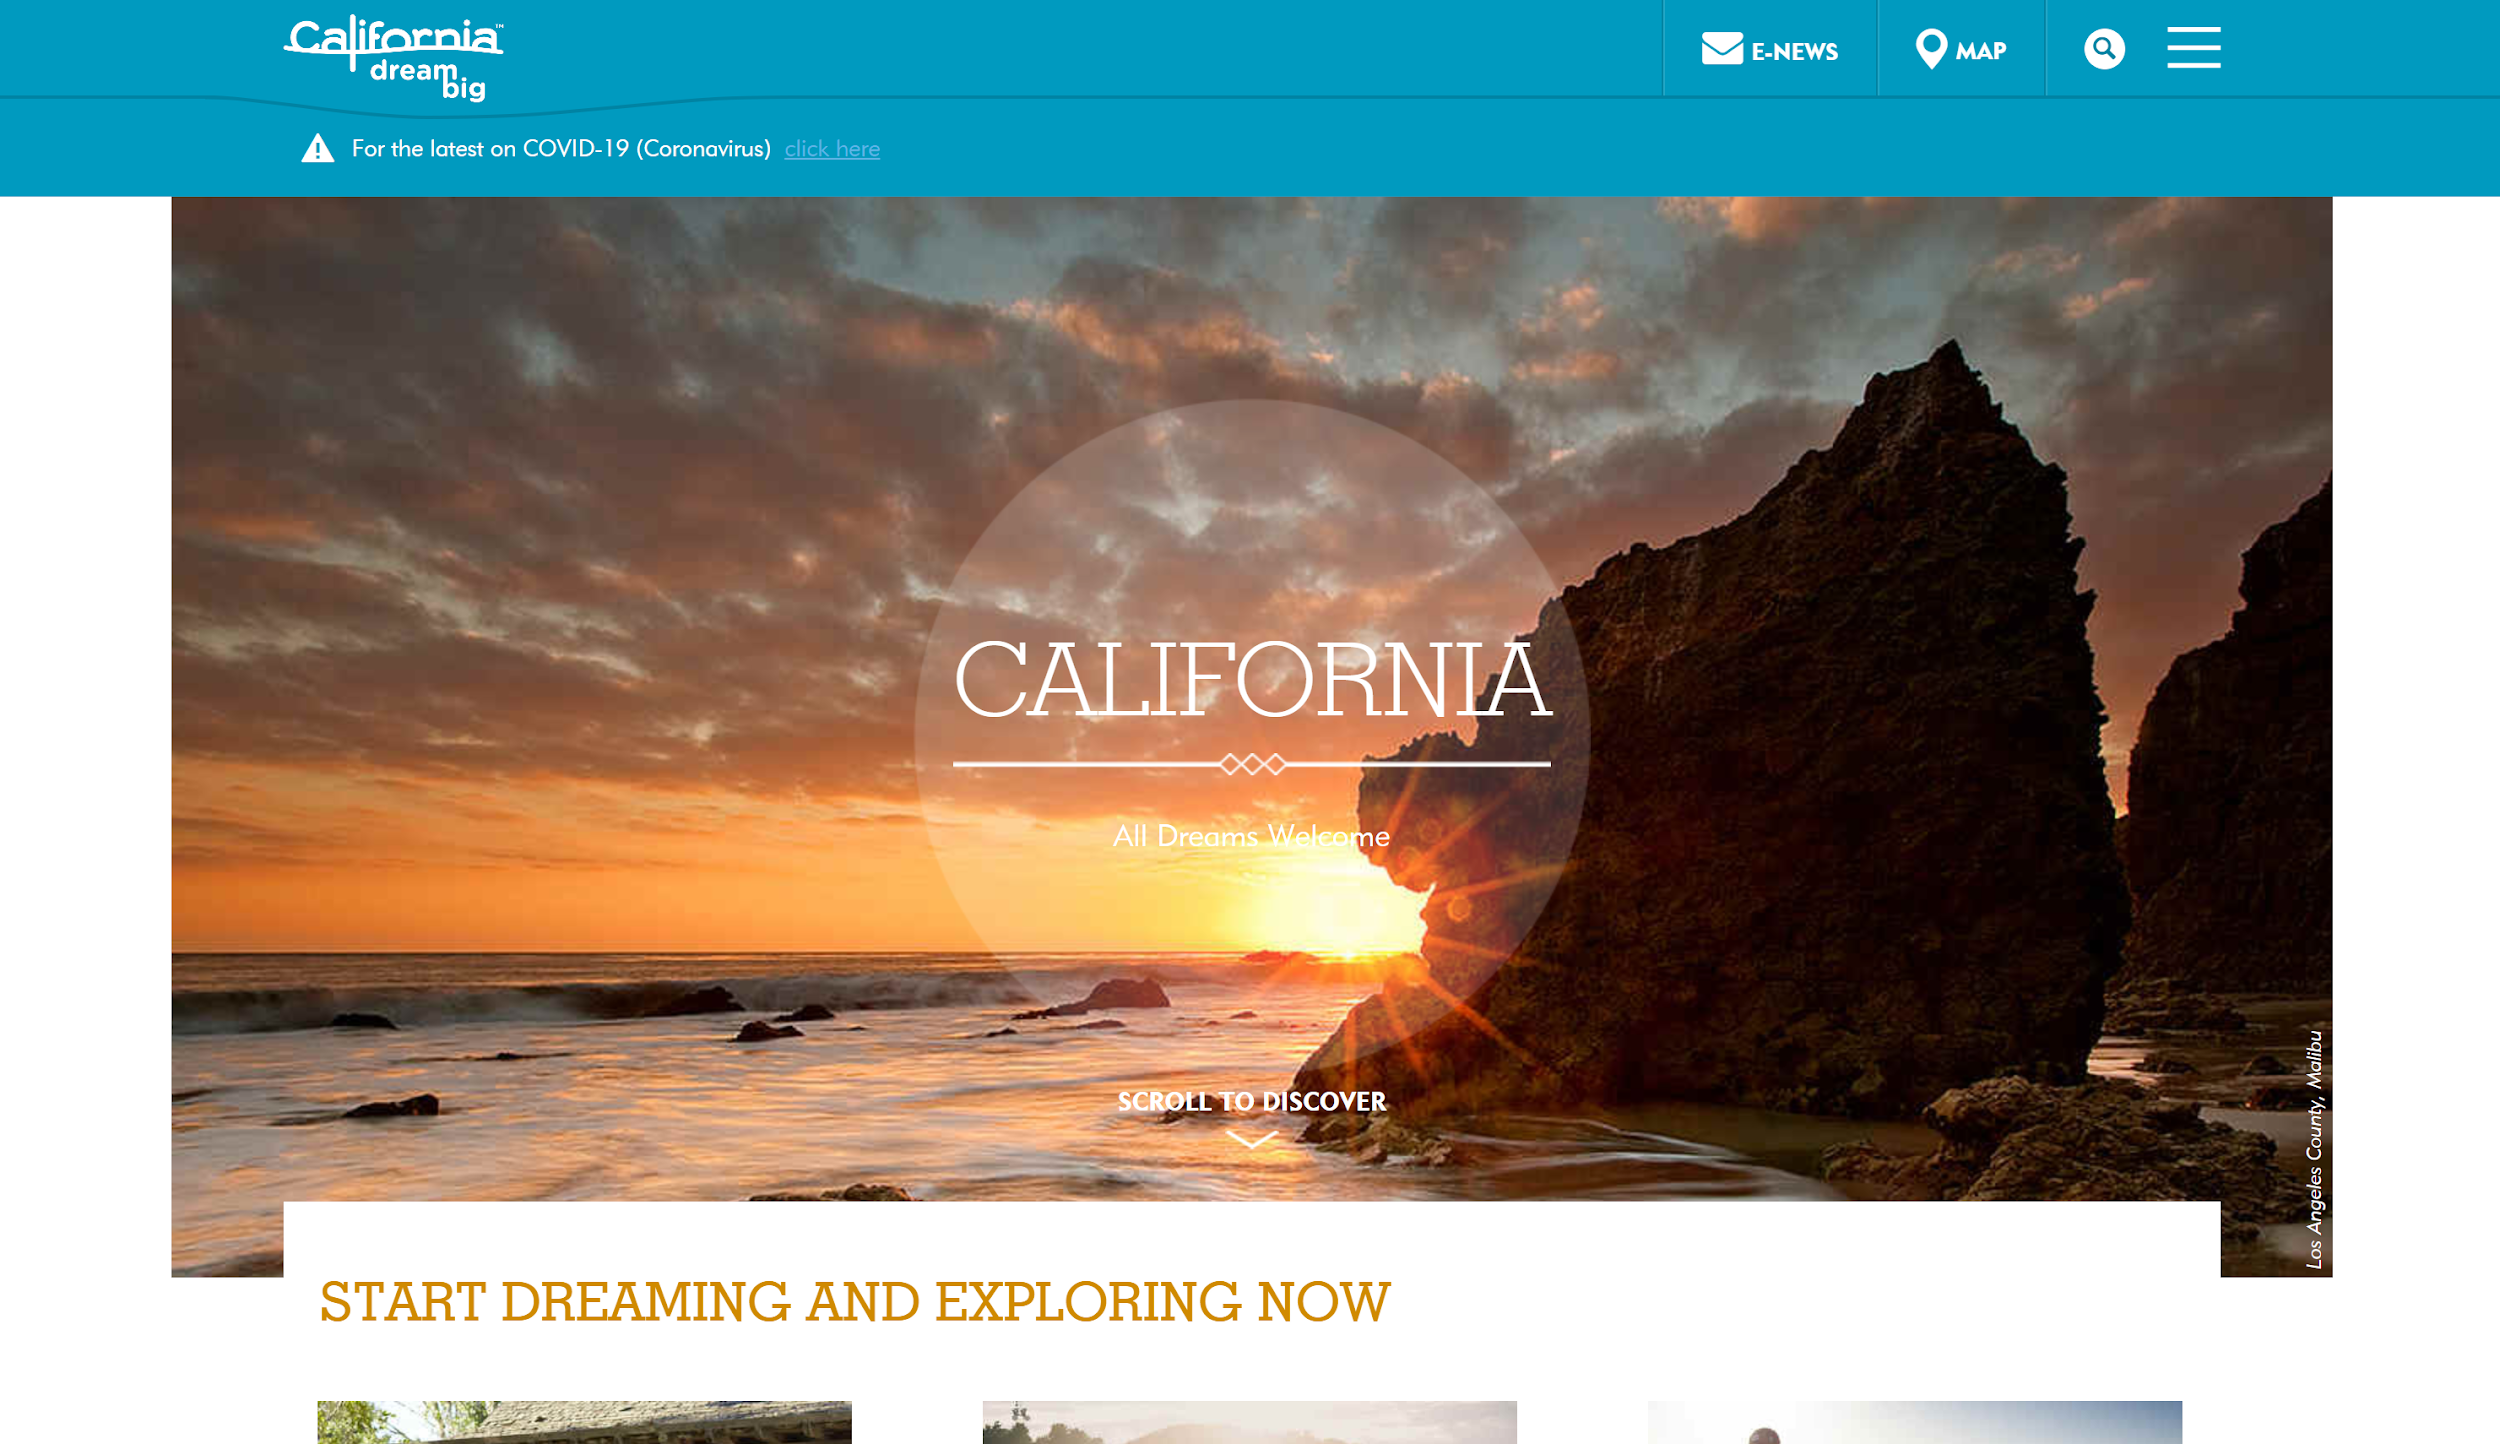 California™
dream
big
E-NEWS
MAP
For the latest on COVID-19 (Coronavirus) click here
CALIFORNIA
All Dreams Welcome
SCROLL TO DISCOVER
Los Angeles County, Malibu
START DREAMING AND EXPLORING NOW